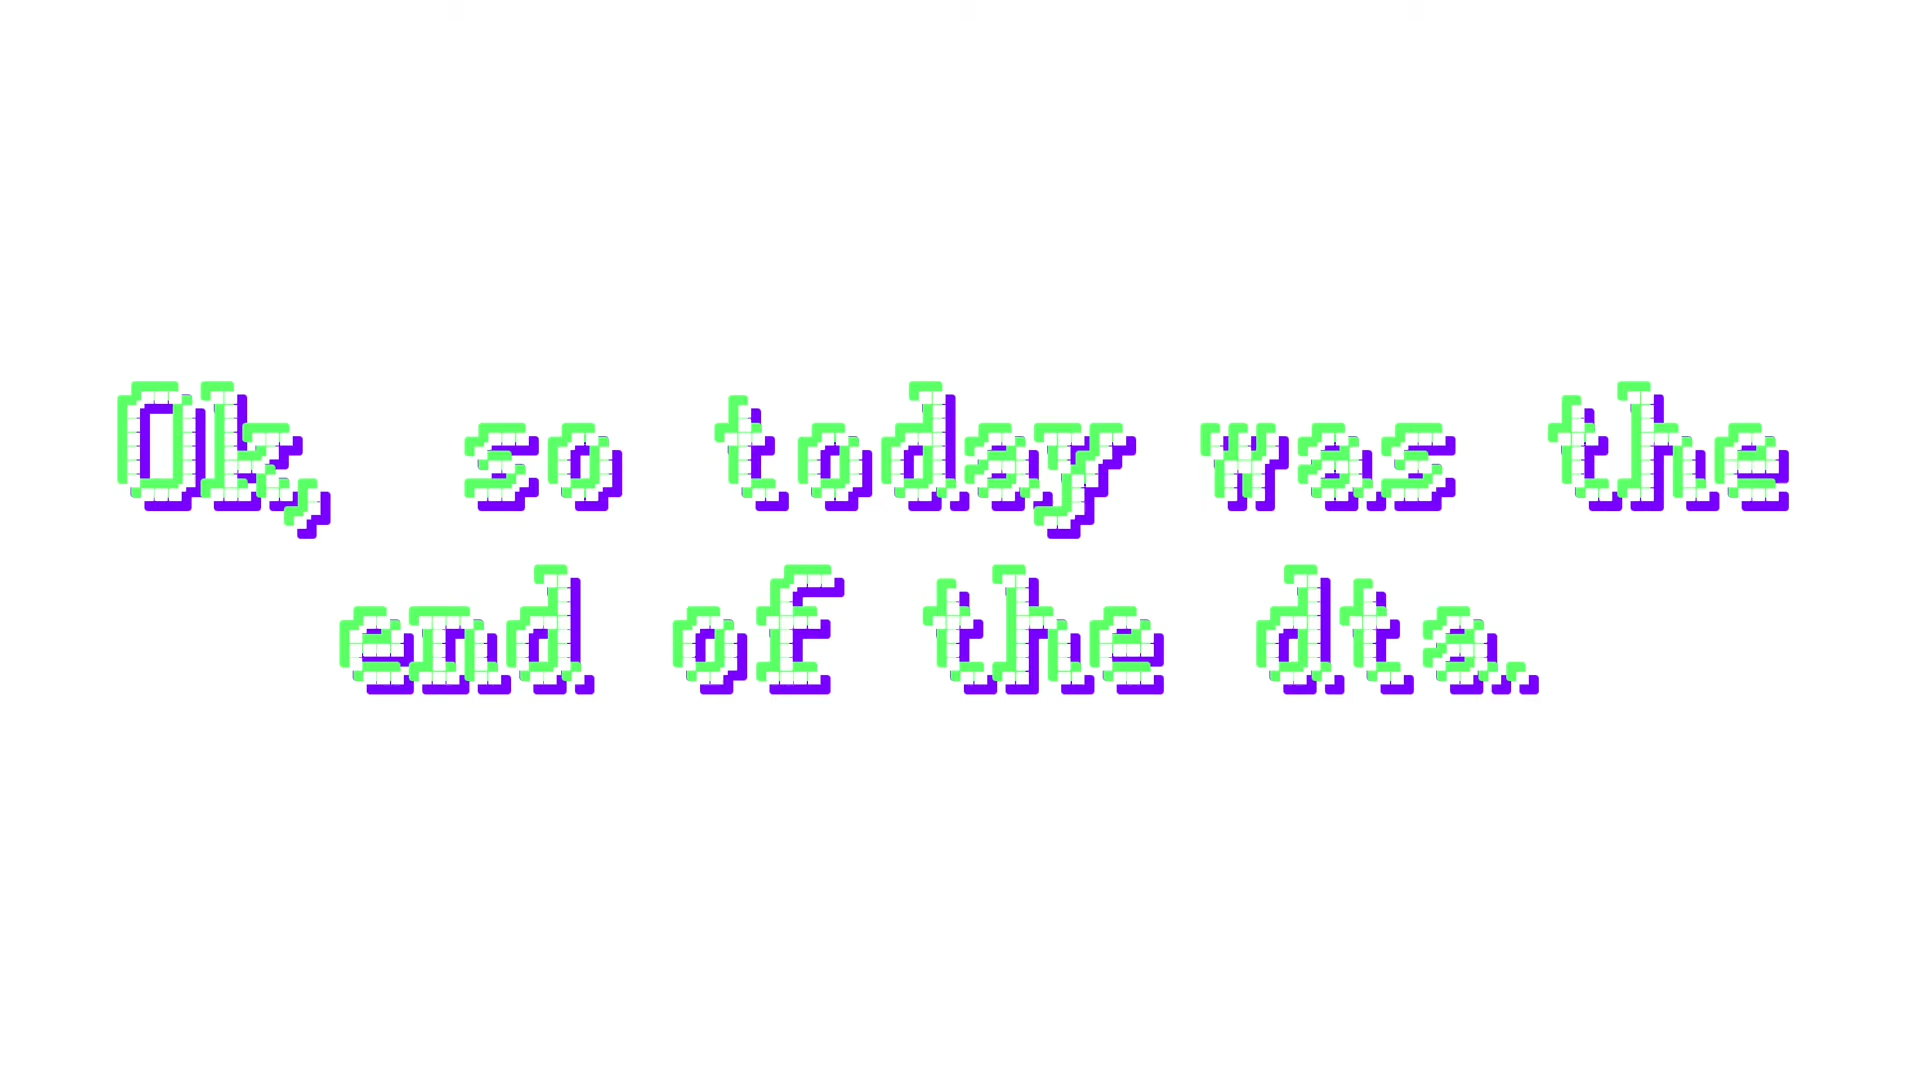 Ok, so today was the
end of the dta.